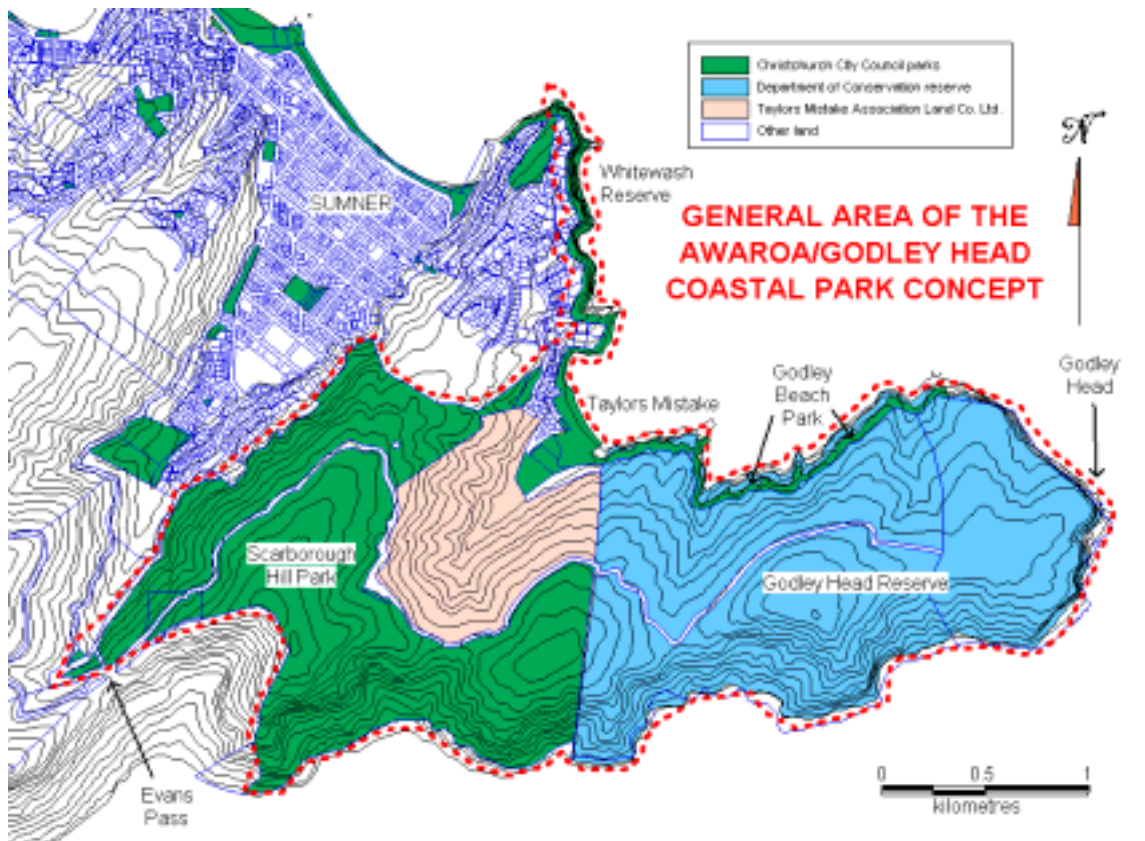 Christchurch City Council parks
Department of Conservation reserve
Taylors Mistake Association Land Co. Ltd.
Other land
N
SUMNER
Whitewash
Reserve
GENERAL AREA OF THE
AWAROA/GODLEY HEAD
COASTAL PARK CONCEPT
Godley
Head
Godley
Beach
Park
Taylors Mistake
Scarborough
Hill Park
Godley Head Reserve
Evans
Pass
0 0.5 1
kilometres